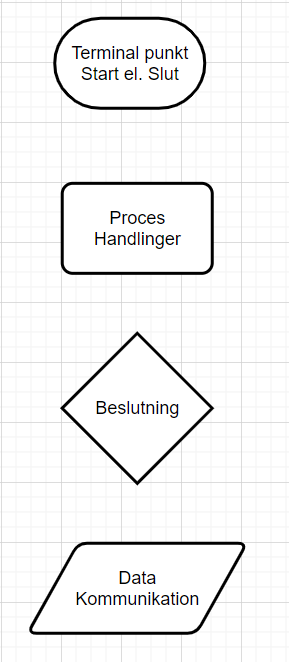 Terminal punkt
Start el. Slut
Proces
Handlinger
Beslutning
Data
Kommunikation